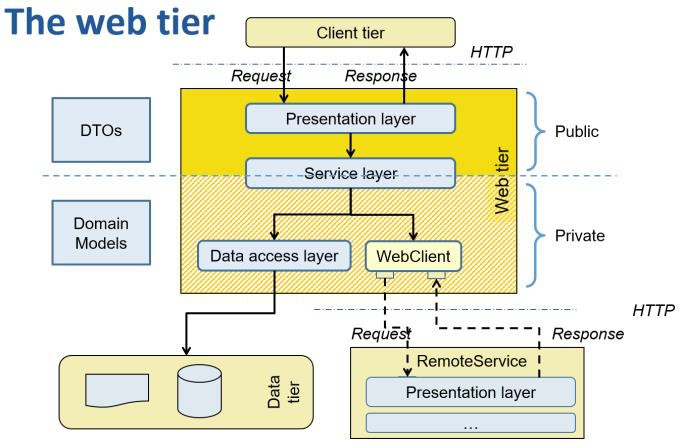 The web tier
Client tier
HTTP
Request
Response
DTOs
Presentation layer
Public
Service layer
Web tier
Domain
Models
Data access layer
WebClient
Private
HTTP
Request
Response
RemoteService
Data
tier
Presentation layer
...